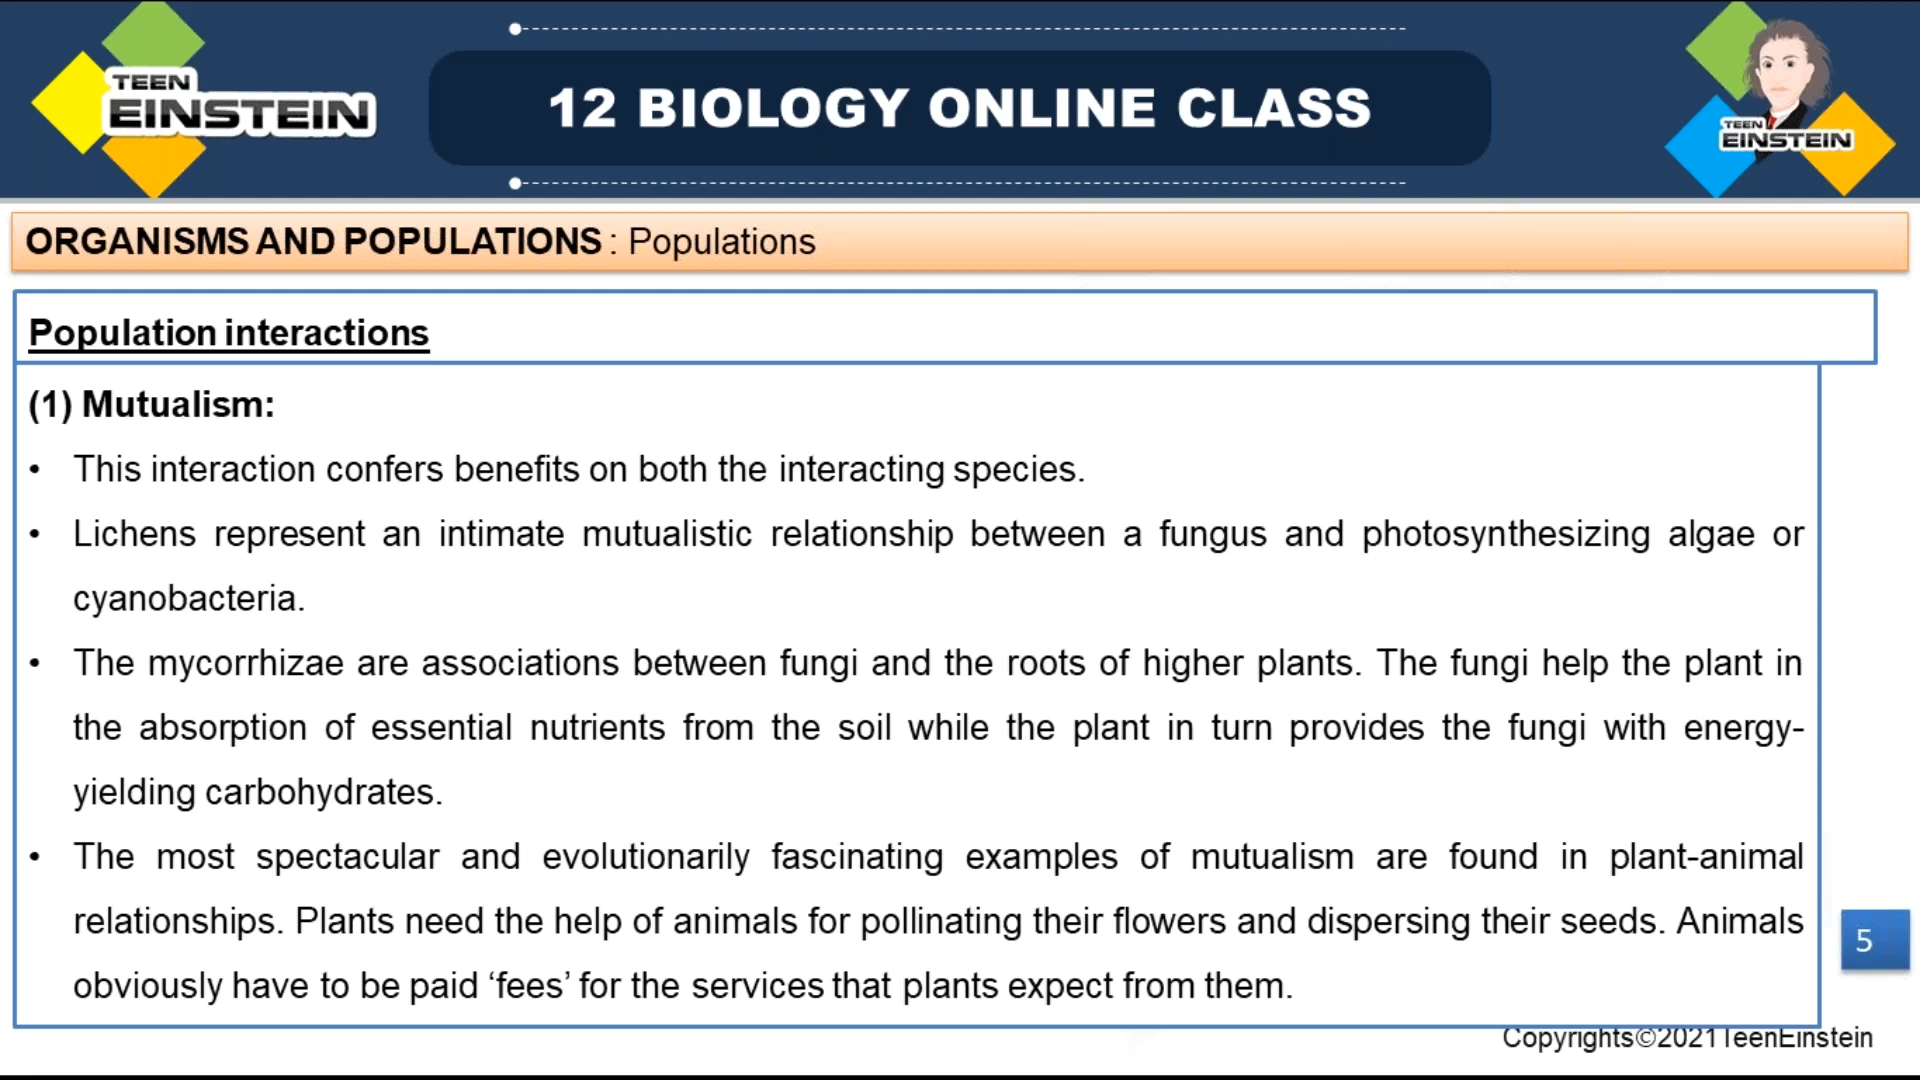 TEEN
EINSTEIN
12 BIOLOGY ONLINE CLASS
TEEN
EINSTEIN
ORGANISMS AND POPULATIONS : Populations
Population interactions
(1) Mutualism:
• This interaction confers benefits on both the interacting species.
• Lichens represent an intimate mutualistic relationship between a fungus and photosynthesizing algae or
cyanobacteria.
• The mycorrhizae are associations between fungi and the roots of higher plants. The fungi help the plant in
the absorption of essential nutrients from the soil while the plant in turn provides the fungi with energy-
yielding carbohydrates.
• The most spectacular and evolutionarily fascinating examples of mutualism are found in plant-animal
relationships. Plants need the help of animals for pollinating their flowers and dispersing their seeds. Animals
obviously have to be paid ‘fees’ for the services that plants expect from them.
5
Copyrights©2021TeenEinstein